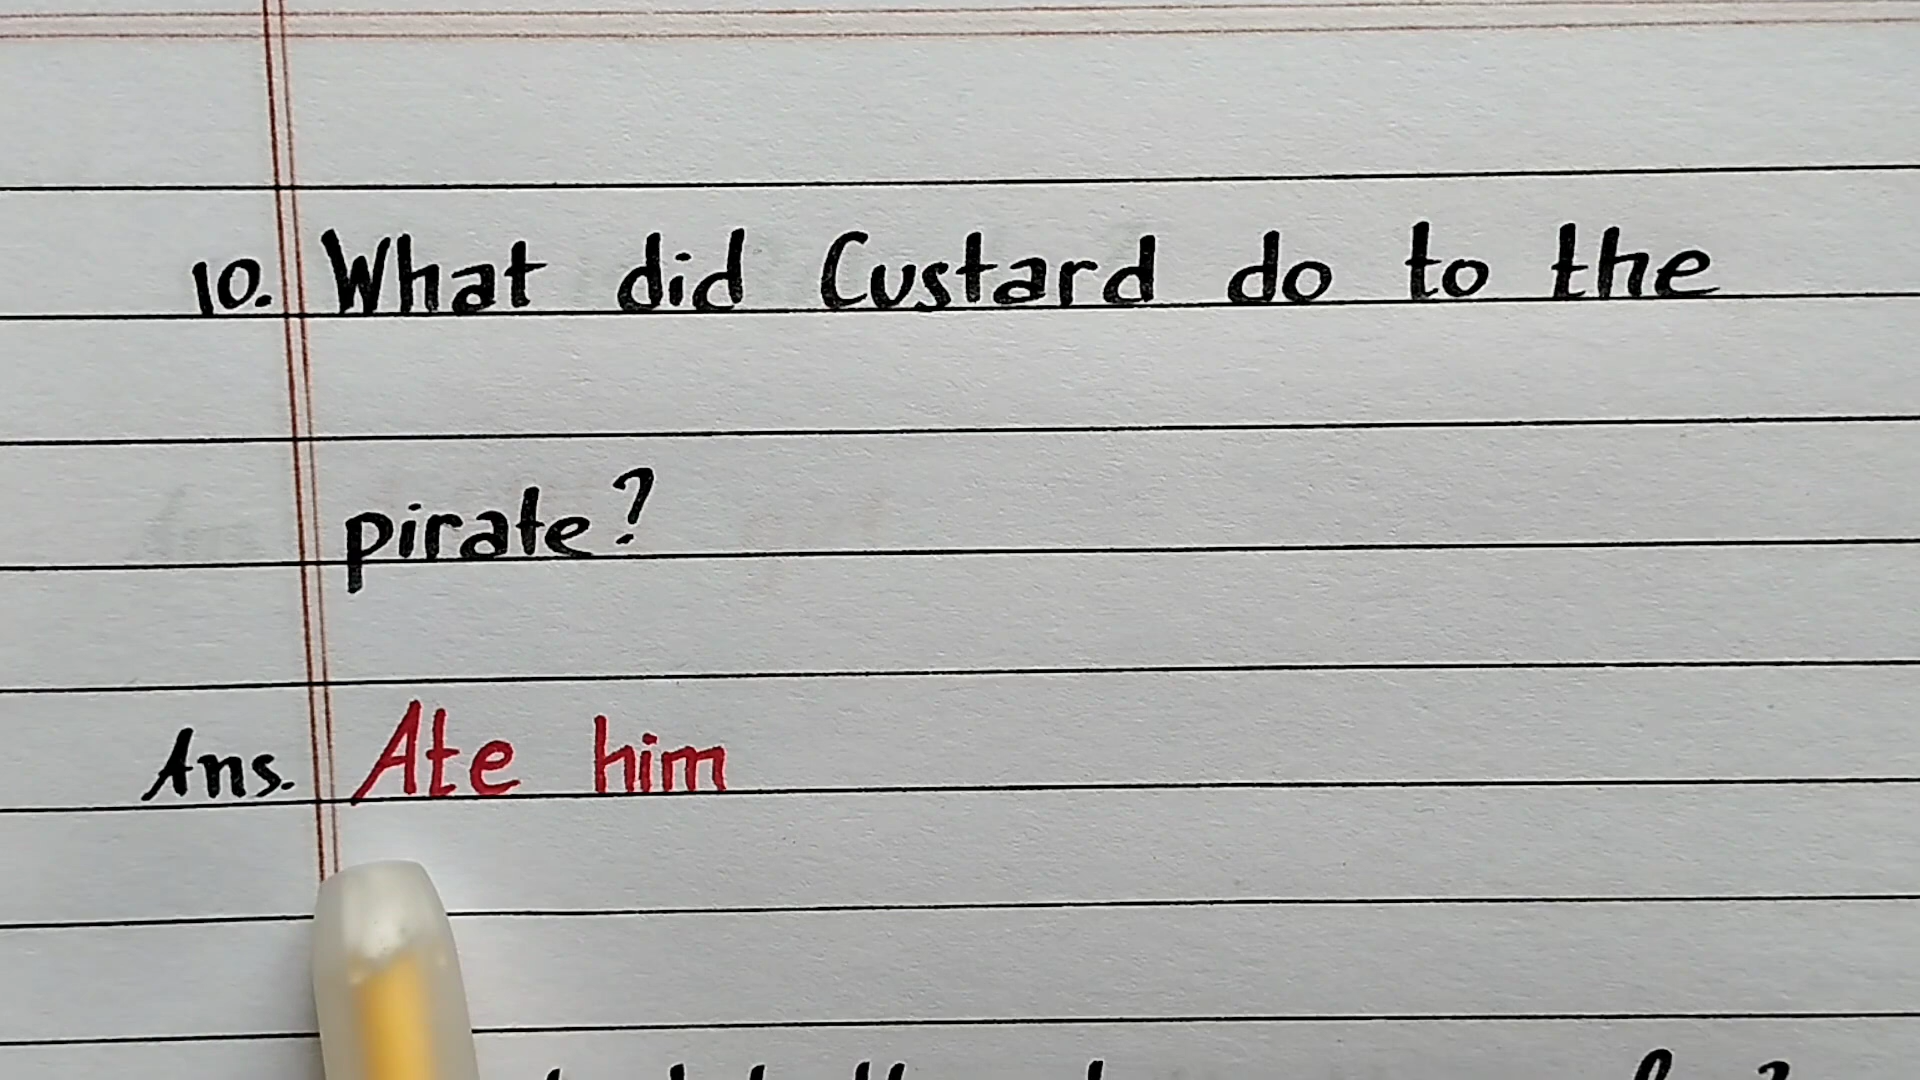 10. What did Custard do to the
pirate?
Ans. Ate him